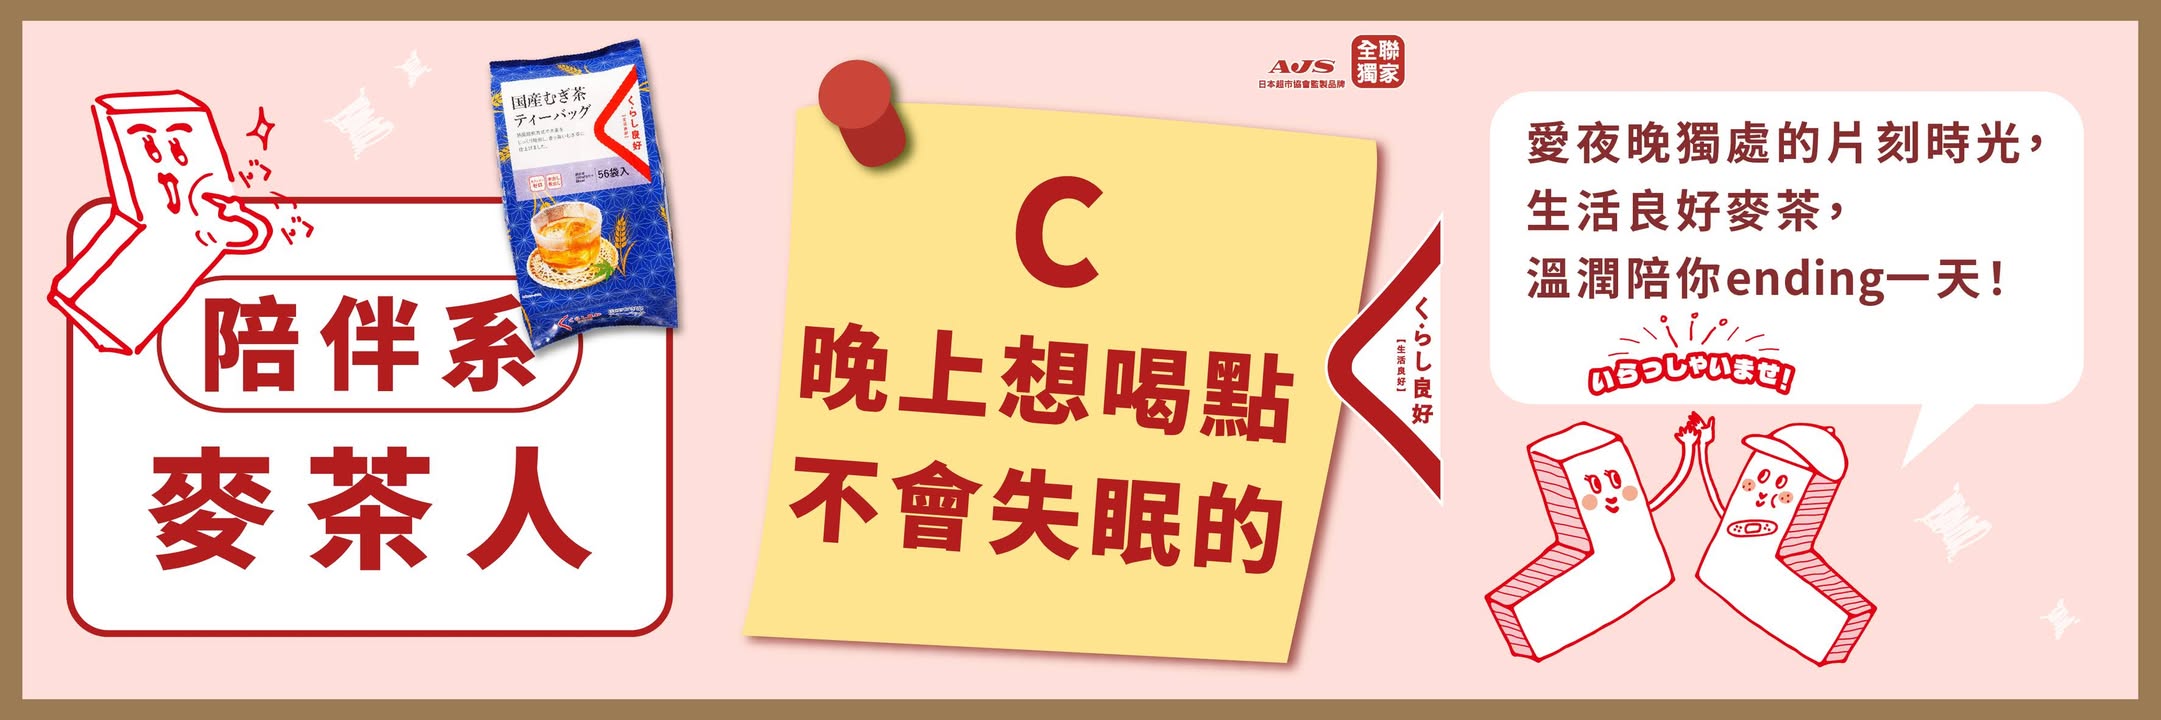 国産むぎ茶
ティーバッグ
くらし良好
56袋入
陪伴系
麥茶人
C
晚上想喝點
不會失眠的
AJS
日本超市協會監製品牌
全聯
獨家
くらし良好
【生活良好】
愛夜晚獨處的片刻時光，
生活良好麥茶，
溫潤陪你ending一天！
いらっしゃいませ！